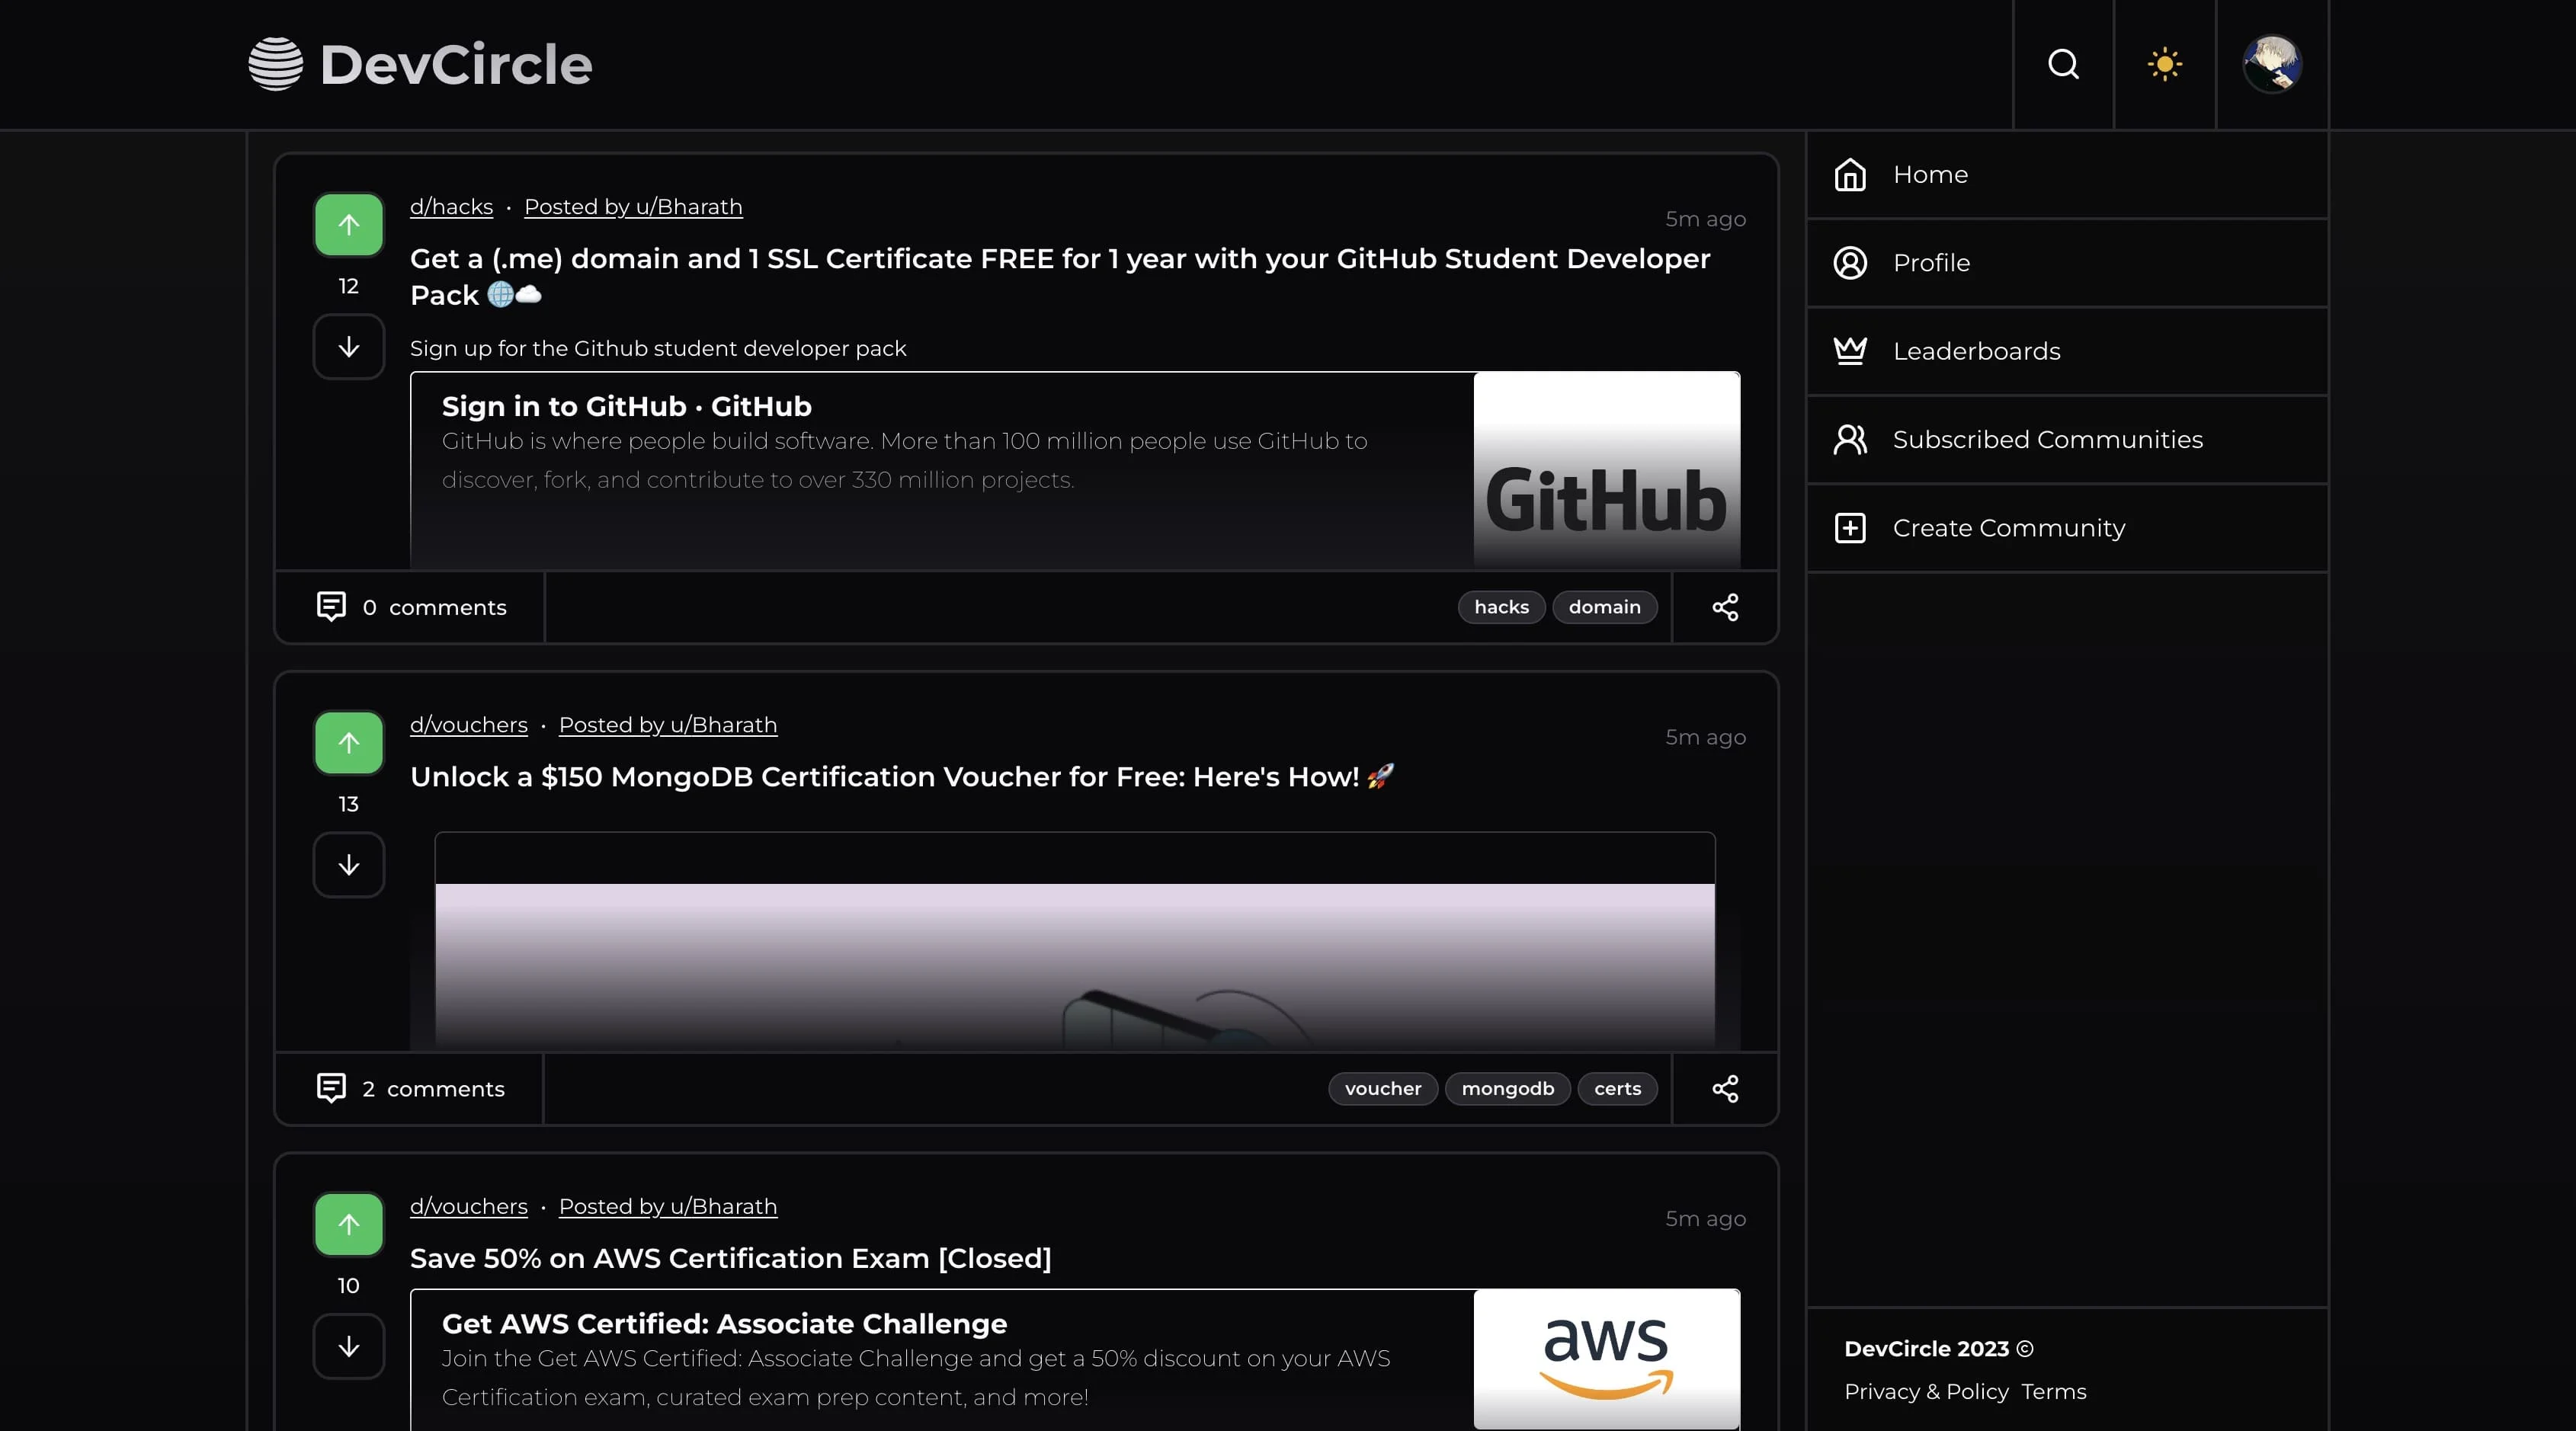 DevCircle
d/hacks · Posted by u/Bharath
5m ago
Get a (.me) domain and 1 SSL Certificate FREE for 1 year with your GitHub Student Developer
Pack 🌐☁️
12
Sign up for the Github student developer pack
Sign in to GitHub · GitHub
GitHub is where people build software. More than 100 million people use GitHub to
discover, fork, and contribute to over 330 million projects.
GitHub
0 comments
hacks domain
d/vouchers · Posted by u/Bharath
5m ago
Unlock a $150 MongoDB Certification Voucher for Free: Here's How! 🚀
13
2 comments
voucher mongodb certs
d/vouchers · Posted by u/Bharath
5m ago
Save 50% on AWS Certification Exam [Closed]
10
Get AWS Certified: Associate Challenge
Join the Get AWS Certified: Associate Challenge and get a 50% discount on your AWS
Certification exam, curated exam prep content, and more!
aws
Home
Profile
Leaderboards
Subscribed Communities
Create Community
DevCircle 2023 ©
Privacy & Policy Terms